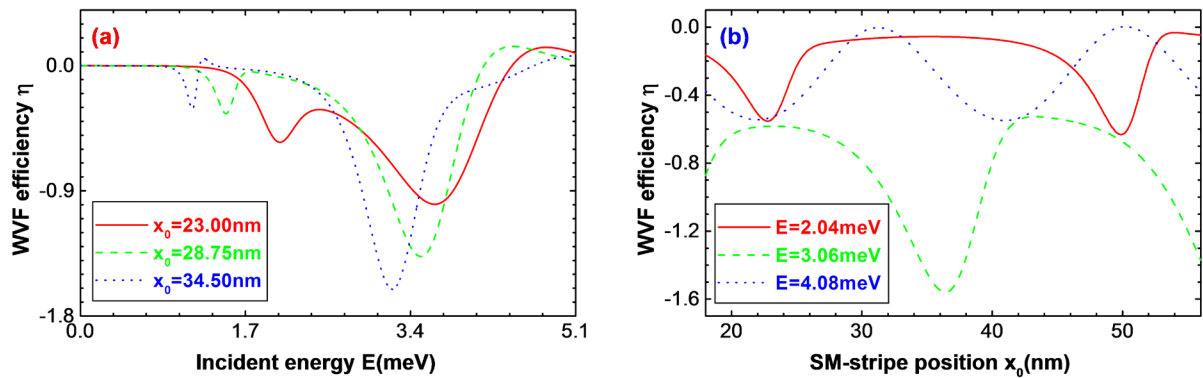 (a)
WVF efficiency η
0.0
-0.9
-1.8
x₀=23.00nm
x₀=28.75nm
x₀=34.50nm
0.0 1.7 3.4 5.1
Incident energy E(meV)
(b)
WVF efficiency η
0.0
-0.4
-0.8
-1.2
-1.6
E=2.04meV
E=3.06meV
E=4.08meV
20 30 40 50
SM-stripe position x₀(nm)